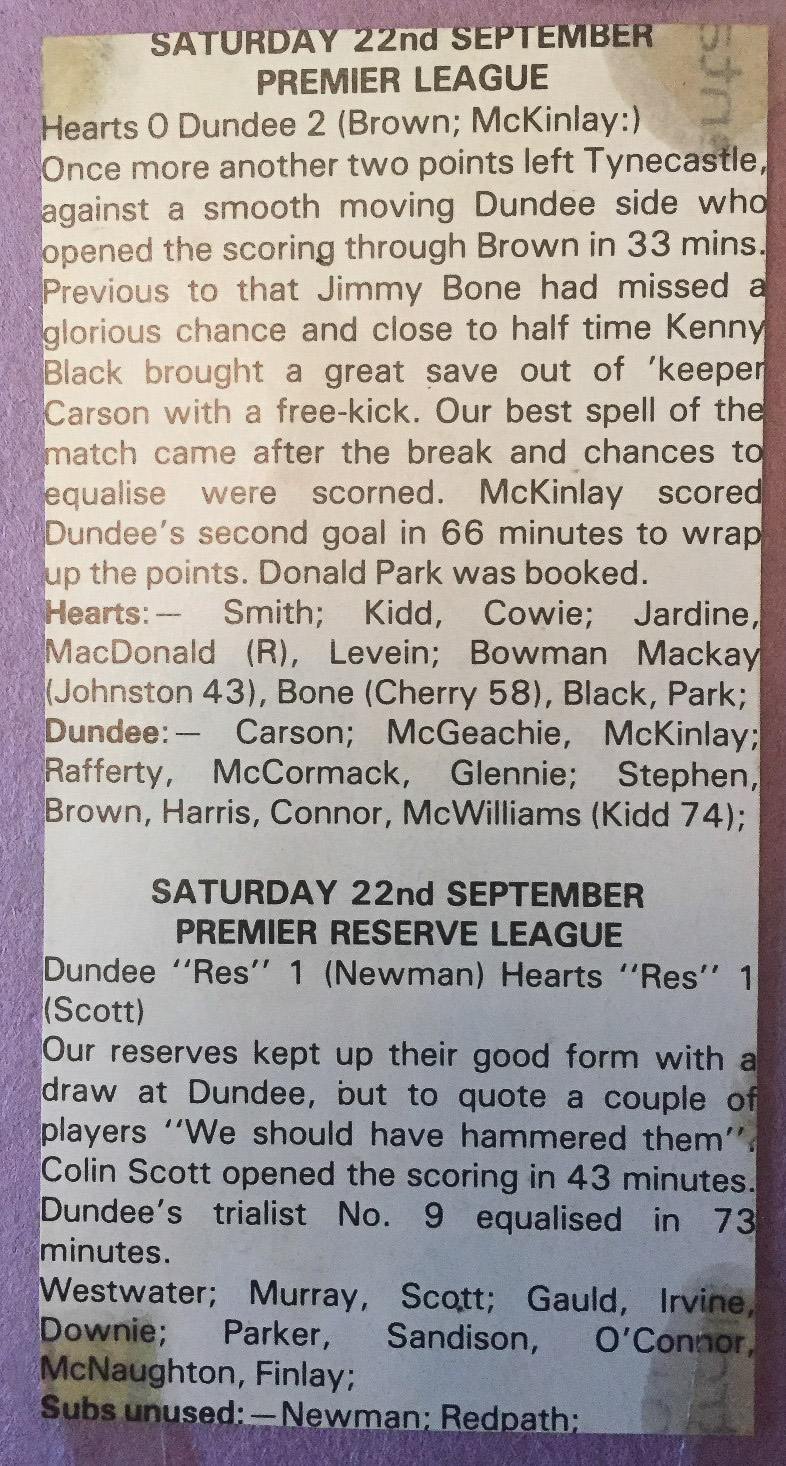 SATURDAY 22nd SEPTEMBER
PREMIER LEAGUE
Hearts 0 Dundee 2 (Brown; McKinlay:)
Once more another two points left Tynecastle,
against a smooth moving Dundee side who
opened the scoring through Brown in 33 mins.
Previous to that Jimmy Bone had missed a
glorious chance and close to half time Kenny
Black brought a great save out of 'keeper
Carson with a free-kick. Our best spell of the
match came after the break and chances to
equalise were scorned. McKinlay scored
Dundee's second goal in 66 minutes to wrap
up the points. Donald Park was booked.
Hearts:— Smith; Kidd, Cowie; Jardine,
MacDonald (R), Levein; Bowman Mackay
(Johnston 43), Bone (Cherry 58), Black, Park;
Dundee:— Carson; McGeachie, McKinlay;
Rafferty, McCormack, Glennie; Stephen,
Brown, Harris, Connor, McWilliams (Kidd 74);
SATURDAY 22nd SEPTEMBER
PREMIER RESERVE LEAGUE
Dundee "Res" 1 (Newman) Hearts "Res" 1
(Scott)
Our reserves kept up their good form with a
draw at Dundee, but to quote a couple of
players "We should have hammered them".
Colin Scott opened the scoring in 43 minutes.
Dundee's trialist No. 9 equalised in 73
minutes.
Westwater; Murray, Scott; Gauld, Irvine,
Downie; Parker, Sandison, O'Connor,
McNaughton, Finlay;
Subs unused:—Newman; Redpath;